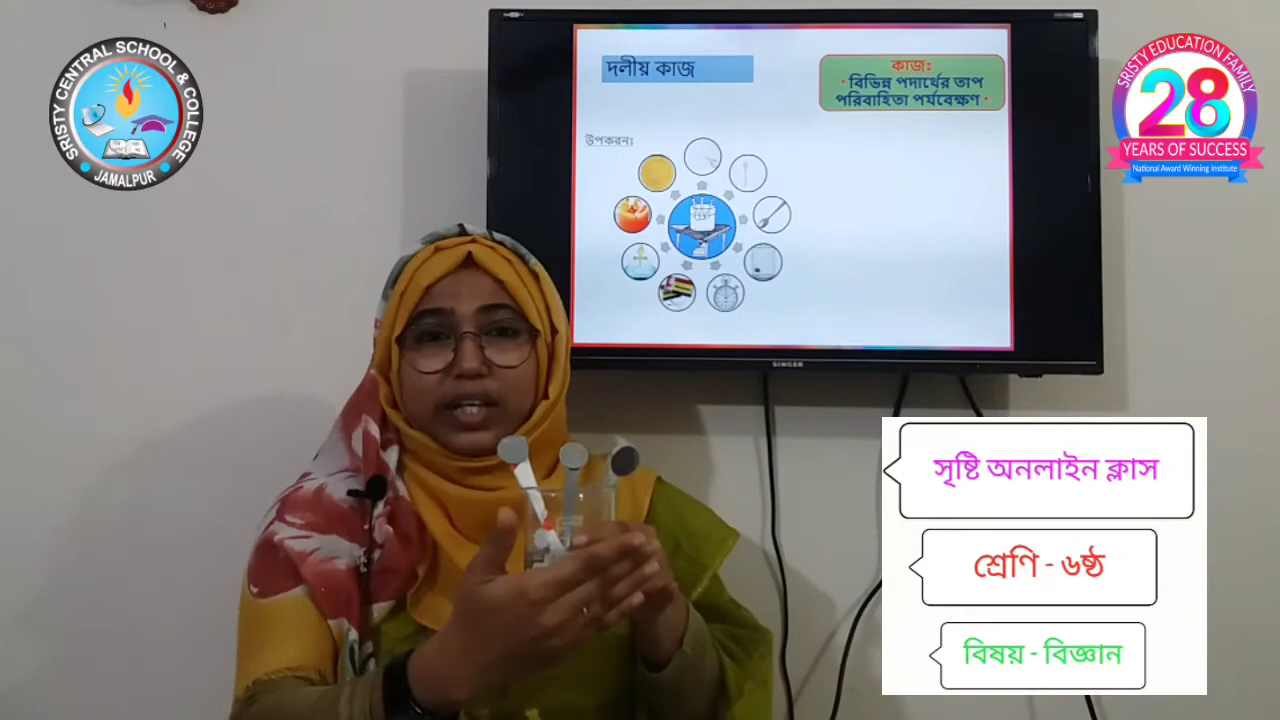 SRISTY CENTRAL SCHOOL & COLLEGE
JAMALPUR
SRISTY EDUCATION FAMILY
28
YEARS OF SUCCESS
National Award Winning Institute
দলীয় কাজ
কাজঃ
বিভিন্ন পদার্থের তাপ
পরিবাহিতা পর্যবেক্ষণ
উপকরনঃ
SINGER
সৃষ্টি অনলাইন ক্লাস
শ্রেণি - ৬ষ্ঠ
বিষয় - বিজ্ঞান